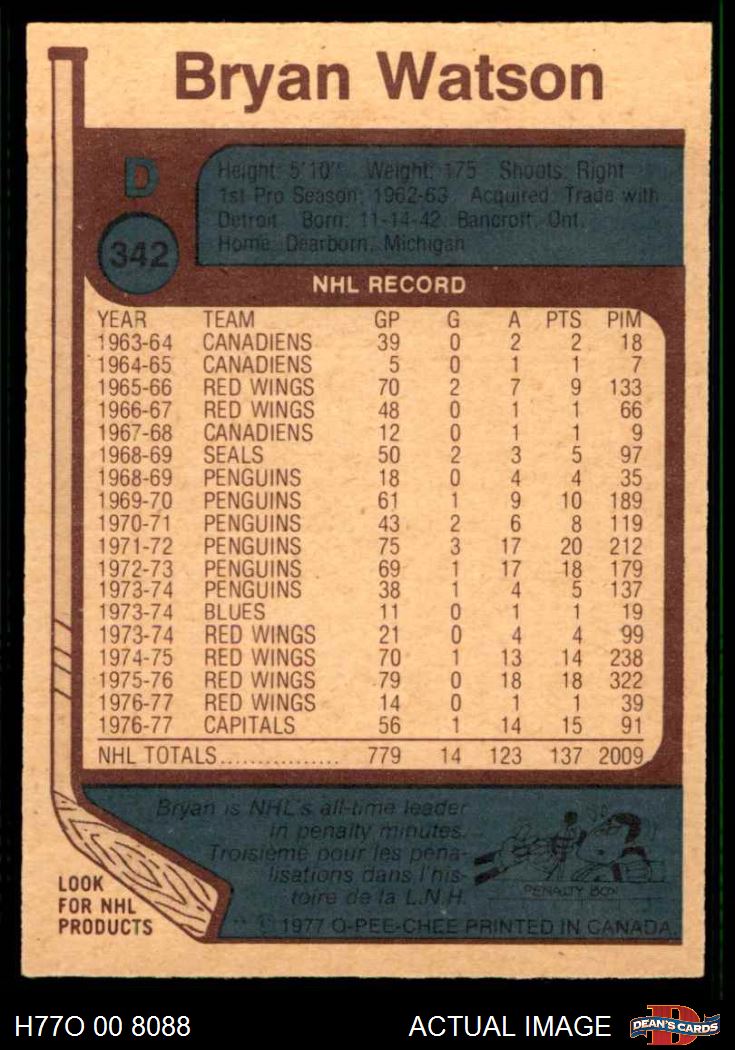 Bryan Watson
D
342
Height: 5'10" Weight: 175 Shoots: Right
1st Pro Season: 1962-63 Acquired: Trade with
Detroit. Born: 11-14-42, Bancroft, Ont.
Home: Dearborn, Michigan
NHL RECORD
YEAR TEAM GP G A PTS PIM
1963-64 CANADIENS 39 0 2 2 18
1964-65 CANADIENS 5 0 1 1 7
1965-66 RED WINGS 70 2 7 9 133
1966-67 RED WINGS 48 0 1 1 66
1967-68 CANADIENS 12 0 1 1 9
1968-69 SEALS 50 2 3 5 97
1968-69 PENGUINS 18 0 4 4 35
1969-70 PENGUINS 61 1 9 10 189
1970-71 PENGUINS 43 2 6 8 119
1971-72 PENGUINS 75 3 17 20 212
1972-73 PENGUINS 69 1 17 18 179
1973-74 PENGUINS 38 1 4 5 137
1973-74 BLUES 11 0 1 1 19
1973-74 RED WINGS 21 0 4 4 99
1974-75 RED WINGS 70 1 13 14 238
1975-76 RED WINGS 79 0 18 18 322
1976-77 RED WINGS 14 0 1 1 39
1976-77 CAPITALS 56 1 14 15 91
NHL TOTALS................ 779 14 123 137 2009
Bryan is NHL's all-time leader
in penalty minutes.
Troisième pour les pena-
lisations dans l'his-
toire de la L.N.H.
PENALTY BOX
© 1977 O-PEE-CHEE PRINTED IN CANADA
LOOK
FOR NHL
PRODUCTS
H77O 00 8088
ACTUAL IMAGE
D
DEAN'S CARDS